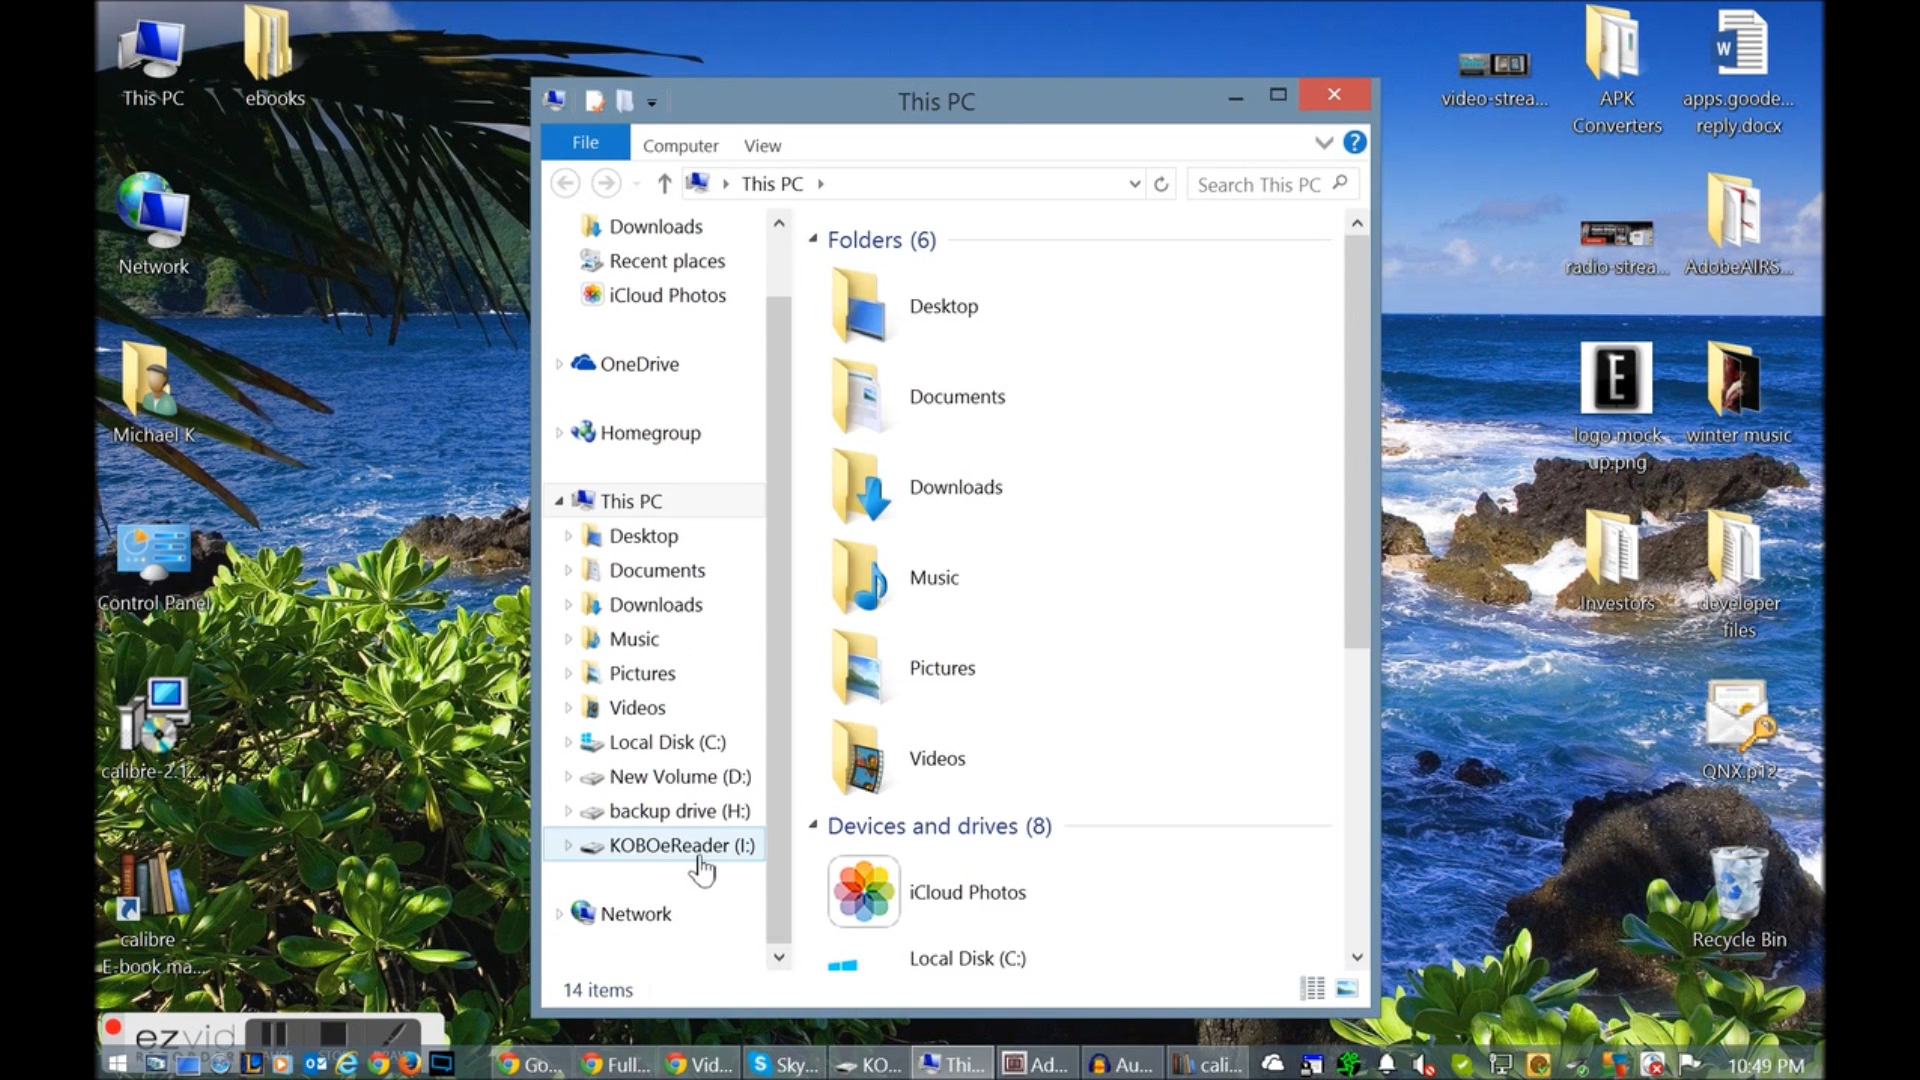 This PC
ebooks
Network
Michael K
Control Panel
calibre-2.1...
calibre -
E-book ma...
This PC
File
Computer
View
This PC
Search This PC
Downloads
Recent places
iCloud Photos
OneDrive
Homegroup
This PC
Desktop
Documents
Downloads
Music
Pictures
Videos
Local Disk (C:)
New Volume (D:)
backup drive (H:)
KOBOeReader (I:)
Network
Folders (6)
Desktop
Documents
Downloads
Music
Pictures
Videos
Devices and drives (8)
iCloud Photos
Local Disk (C:)
14 items
video-strea...
APK
Converters
apps.goode...
reply.docx
radio-strea...
AdobeAIRS...
E
logo mock
up.png
winter music
Investors
developer
files
QNX.p12
Recycle Bin
ezvid
Go...
Full...
Vid...
Sky...
KO...
Thi...
Ad...
Au...
cali...
10:49 PM